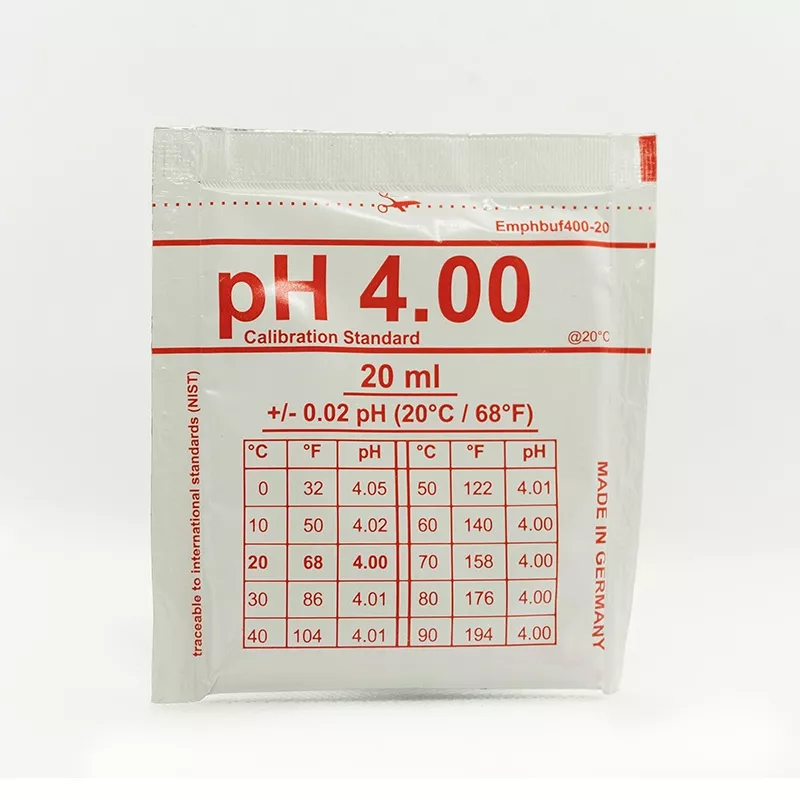 Emphbuf400-20
pH 4.00
Calibration Standard
@20°C
20 ml
+/- 0.02 pH (20°C / 68°F)
°C °F pH °C °F pH
0 32 4.05 50 122 4.01
10 50 4.02 60 140 4.00
20 68 4.00 70 158 4.00
30 86 4.01 80 176 4.00
40 104 4.01 90 194 4.00
traceable to international standards (NIST)
MADE IN GERMANY